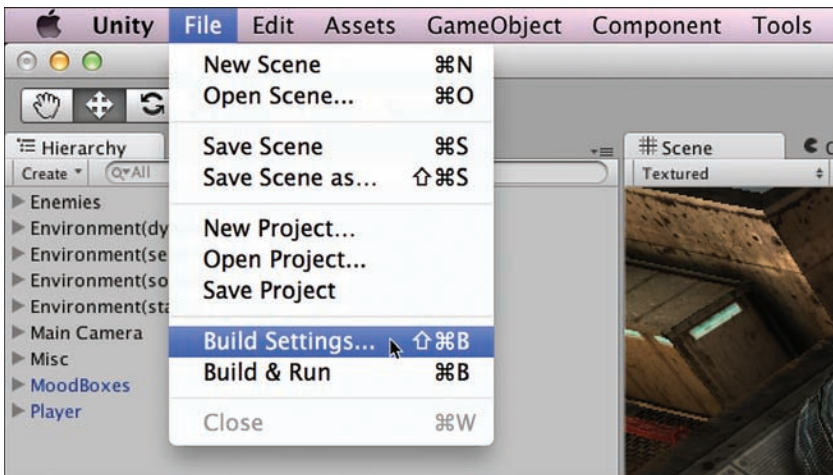 Unity File Edit Assets GameObject Component Tools
New Scene ⌘N
Open Scene... ⌘O
Save Scene ⌘S
Save Scene as... ⇧⌘S
New Project...
Open Project...
Save Project
Build Settings... ⇧⌘B
Build & Run ⌘B
Close ⌘W
Hierarchy
Create All
Enemies
Environment(dy
Environment(se
Environment(so
Environment(sta
Main Camera
Misc
MoodBoxes
Player
Scene
Textured